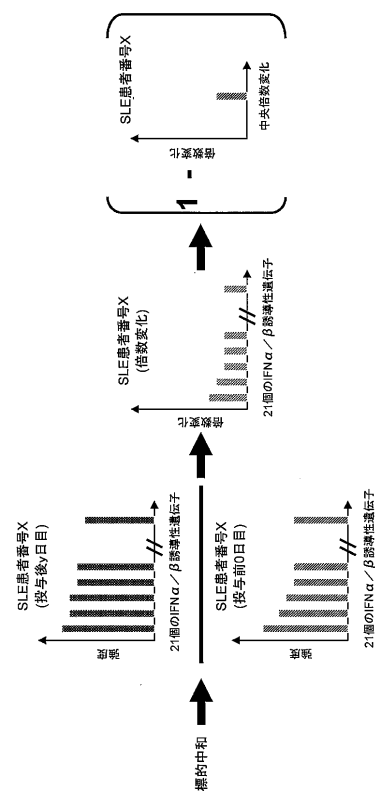 標的中和
SLE患者番号X
(投与後y日目)
強度
21個のIFNα/β誘導性遺伝子
SLE患者番号X
(投与前0日目)
強度
21個のIFNα/β誘導性遺伝子
SLE患者番号X
(倍数変化)
倍数変化
21個のIFNα/β誘導性遺伝子
1 -
SLE患者番号X
倍数変化
中央倍数変化